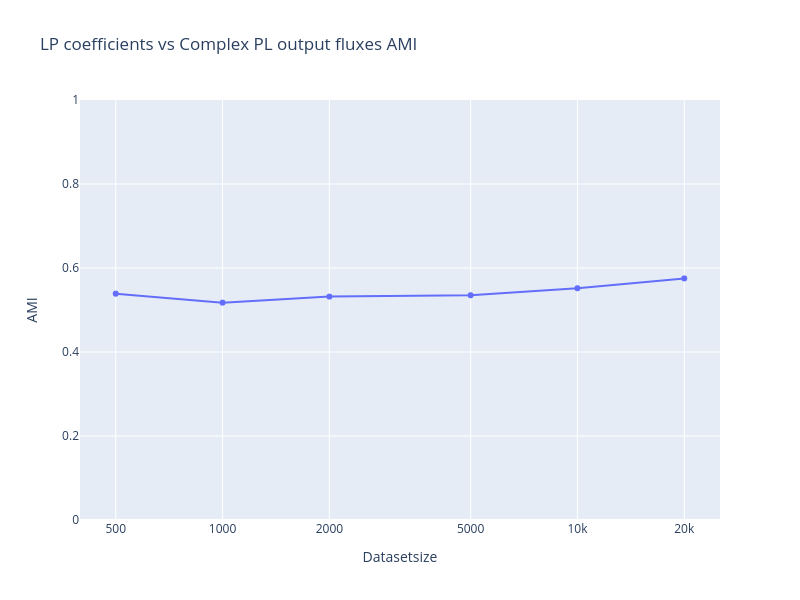 LP coefficients vs Complex PL output fluxes AMI
1
0.8
0.6
0.4
0.2
0
AMI
500 1000 2000 5000 10k 20k
Datasetsize